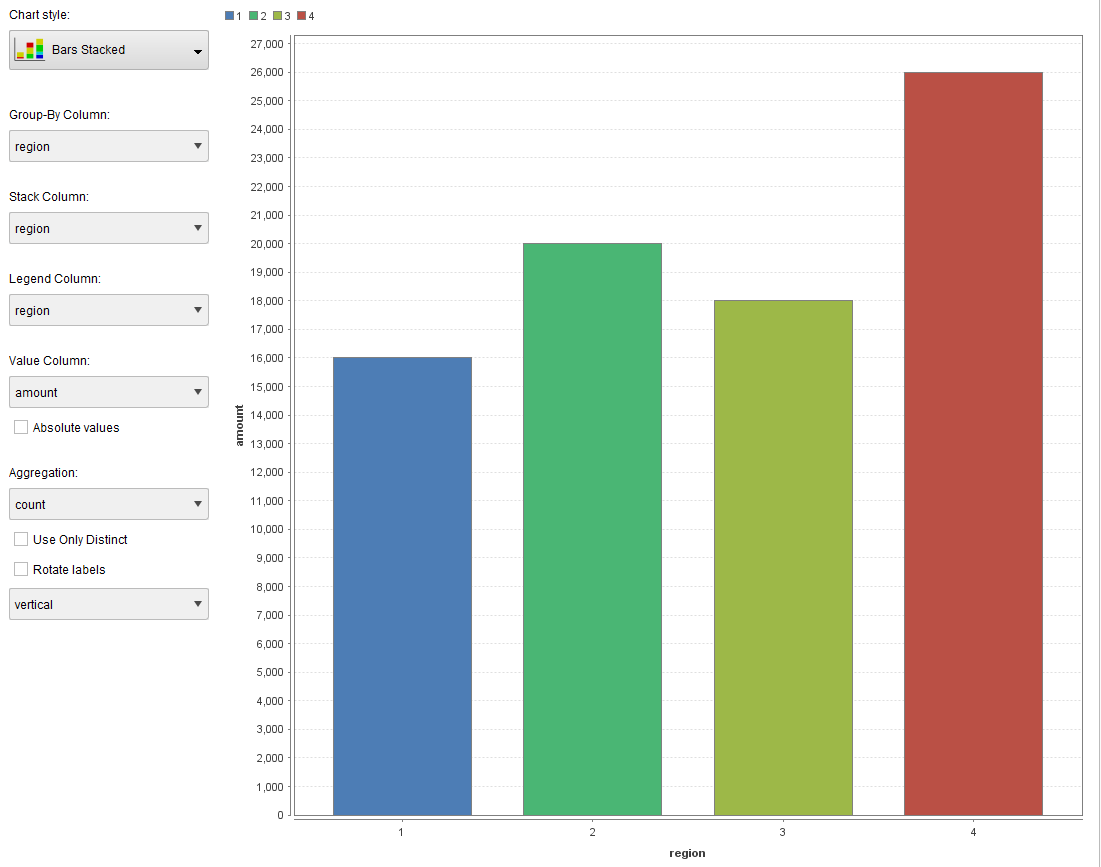 Chart style:
Bars Stacked
Group-By Column:
region
Stack Column:
region
Legend Column:
region
Value Column:
amount
Absolute values
Aggregation:
count
Use Only Distinct
Rotate labels
vertical
1 2 3 4
27,000
26,000
25,000
24,000
23,000
22,000
21,000
20,000
19,000
18,000
17,000
16,000
15,000
14,000
13,000
12,000
11,000
10,000
9,000
8,000
7,000
6,000
5,000
4,000
3,000
2,000
1,000
0
amount
1 2 3 4
region